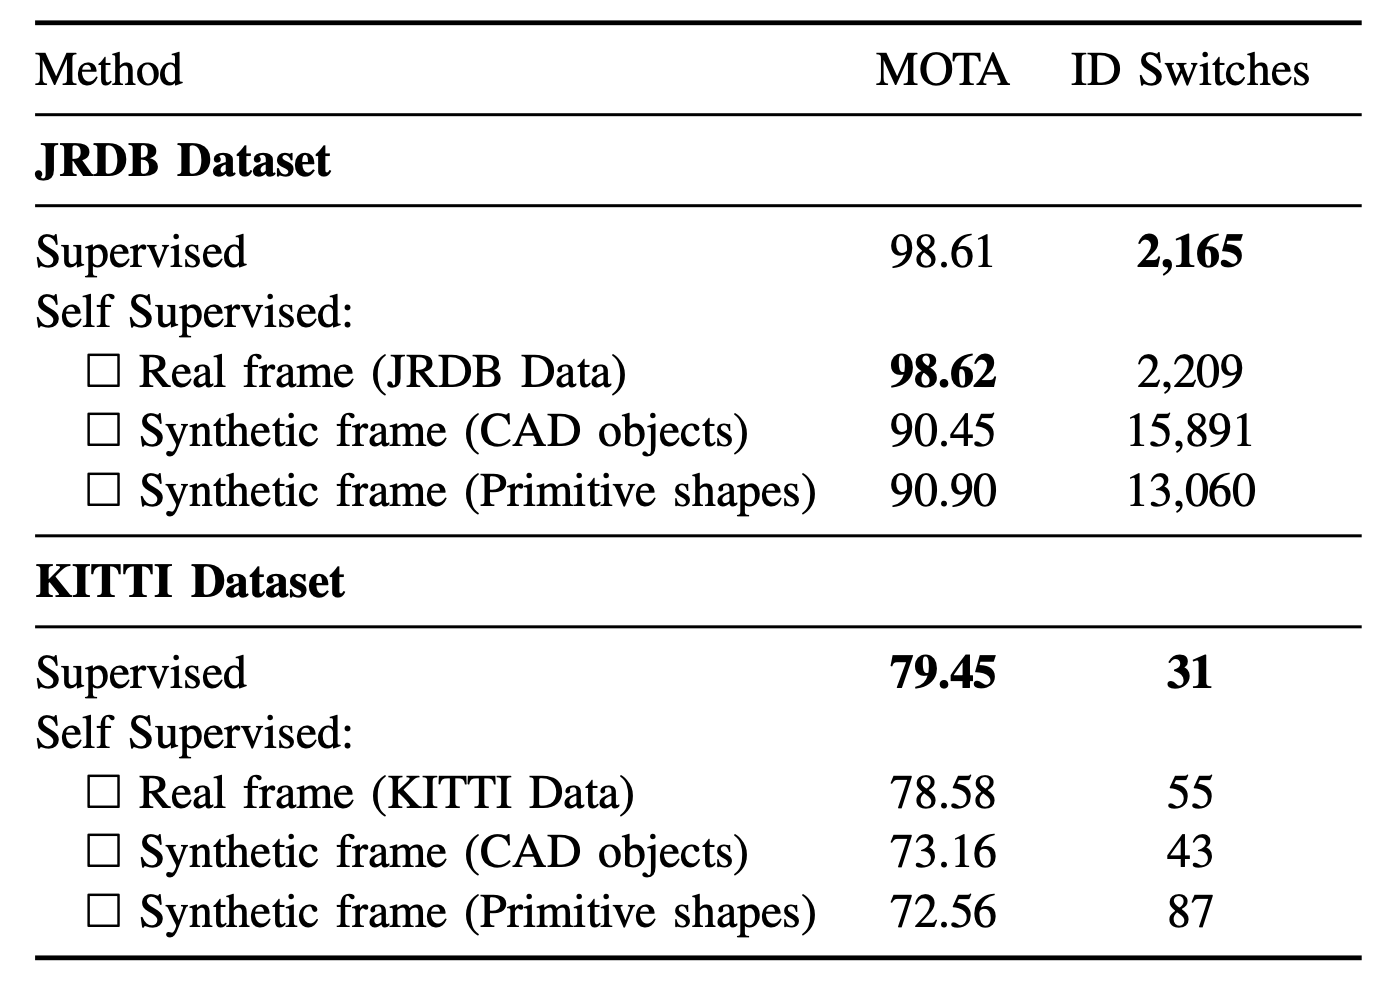 Method MOTA ID Switches
JRDB Dataset
Supervised 98.61 2,165
Self Supervised:
☐ Real frame (JRDB Data) 98.62 2,209
☐ Synthetic frame (CAD objects) 90.45 15,891
☐ Synthetic frame (Primitive shapes) 90.90 13,060
KITTI Dataset
Supervised 79.45 31
Self Supervised:
☐ Real frame (KITTI Data) 78.58 55
☐ Synthetic frame (CAD objects) 73.16 43
☐ Synthetic frame (Primitive shapes) 72.56 87